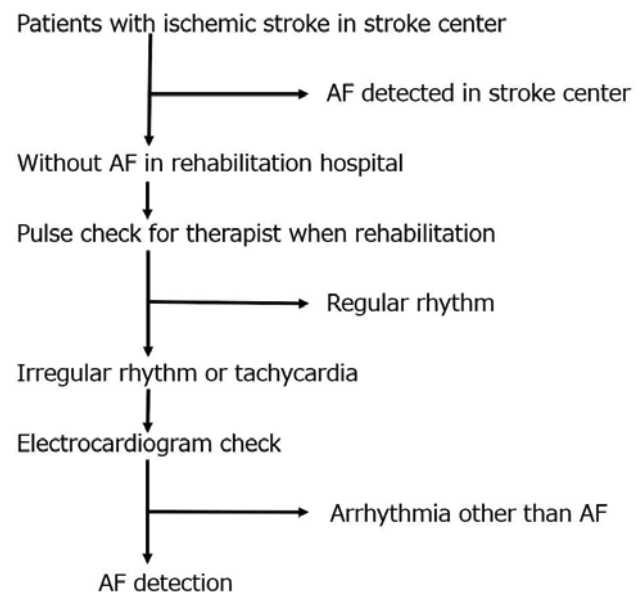 Patients with ischemic stroke in stroke center
AF detected in stroke center
Without AF in rehabilitation hospital
Pulse check for therapist when rehabilitation
Regular rhythm
Irregular rhythm or tachycardia
Electrocardiogram check
Arrhythmia other than AF
AF detection